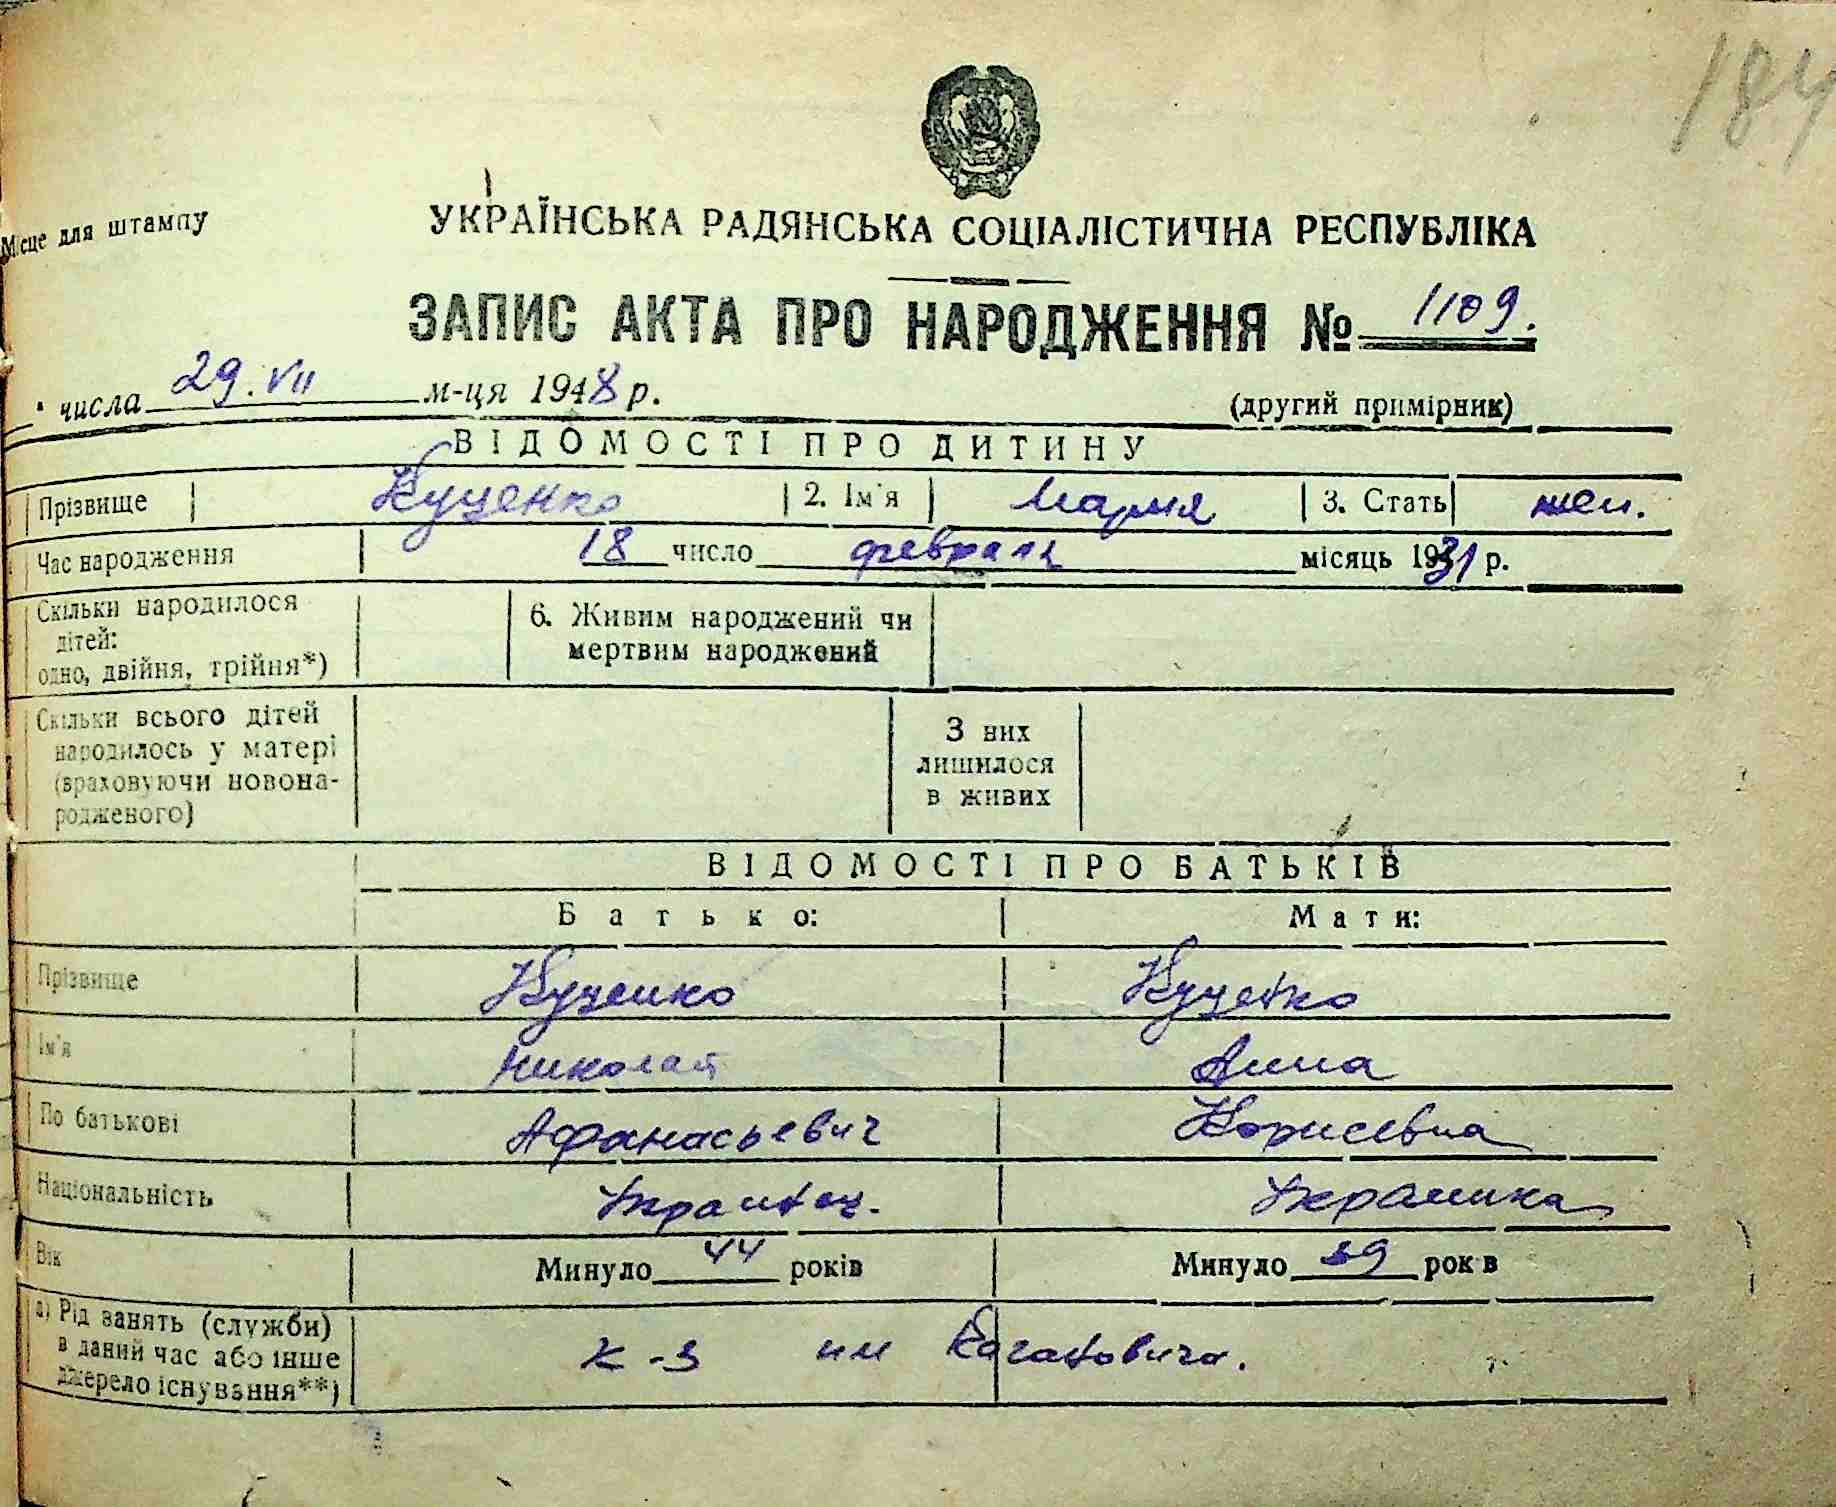 184
Місце для штампу
УКРАЇНСЬКА РАДЯНСЬКА СОЦІАЛІСТИЧНА РЕСПУБЛІКА
ЗАПИС АКТА ПРО НАРОДЖЕННЯ № 1109.
" числа 29. VII м-ця 1948 р.
(другий примірник)
ВІДОМОСТІ ПРО ДИТИНУ
Прізвище Куценко 2. Ім'я Мария 3. Стать жен.
Час народження 18 число февраля місяць 1931 р.
Скільки народилося дітей: одно, двійня, трійня*)
6. Живим народжений чи мертвим народжений
Скільки всього дітей народилось у матері (враховуючи новонародженого)
З них лишилося в живих
ВІДОМОСТІ ПРО БАТЬКІВ
Батько: Мати:
Прізвище Куценко Куценко
Ім'я Николай Анна
По батькові Афанасьевич Борисевна
Національність Украинец. Украинка
Вік Минуло 44 років Минуло 39 років
а) Рід занять (служби) в даний час або інше джерело існування**)
к-з им Кагановича.